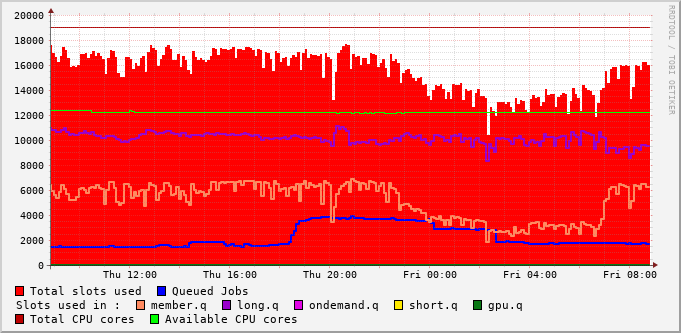 20000
18000
16000
14000
12000
10000
8000
6000
4000
2000
0
Thu 12:00 Thu 16:00 Thu 20:00 Fri 00:00 Fri 04:00 Fri 08:00
RRDTOOL / TOBI OETIKER
Total slots used Queued Jobs
Slots used in : member.q long.q ondemand.q short.q gpu.q
Total CPU cores Available CPU cores